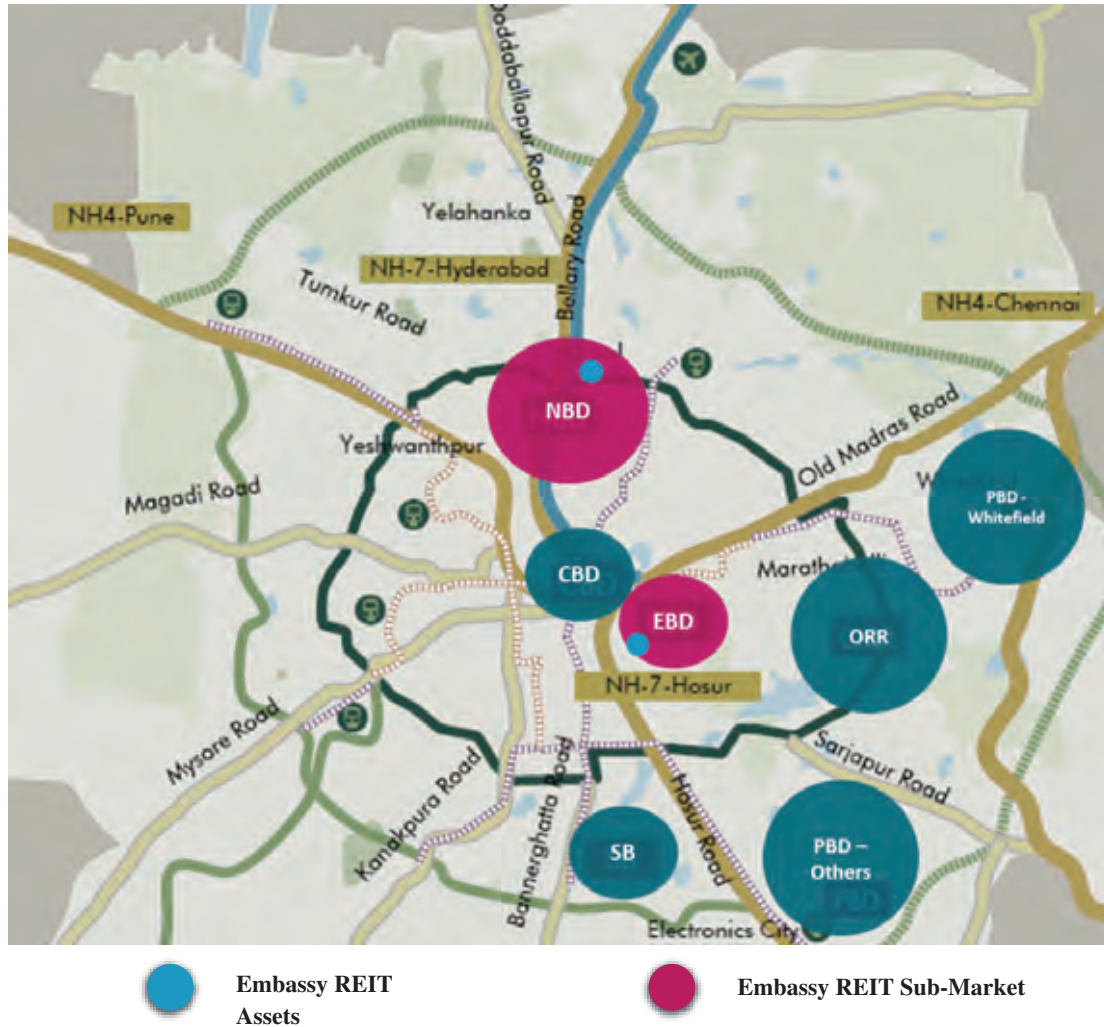 Doddaballapur Road
NH4-Pune
Yelahanka
NH-7-Hyderabad
Bellary Road
Tumkur Road
NH4-Chennai
NBD
Yeshwanthpur
Old Madras Road
Magadi Road
PBD -
Whitefield
CBD
EBD
ORR
NH-7-Hosur
Mysore Road
Kanakpura Road
Bannerghatta Road
Hosur Road
Sarjapur Road
SB
PBD –
Others
Electronics City
Embassy REIT
Assets
Embassy REIT Sub-Market